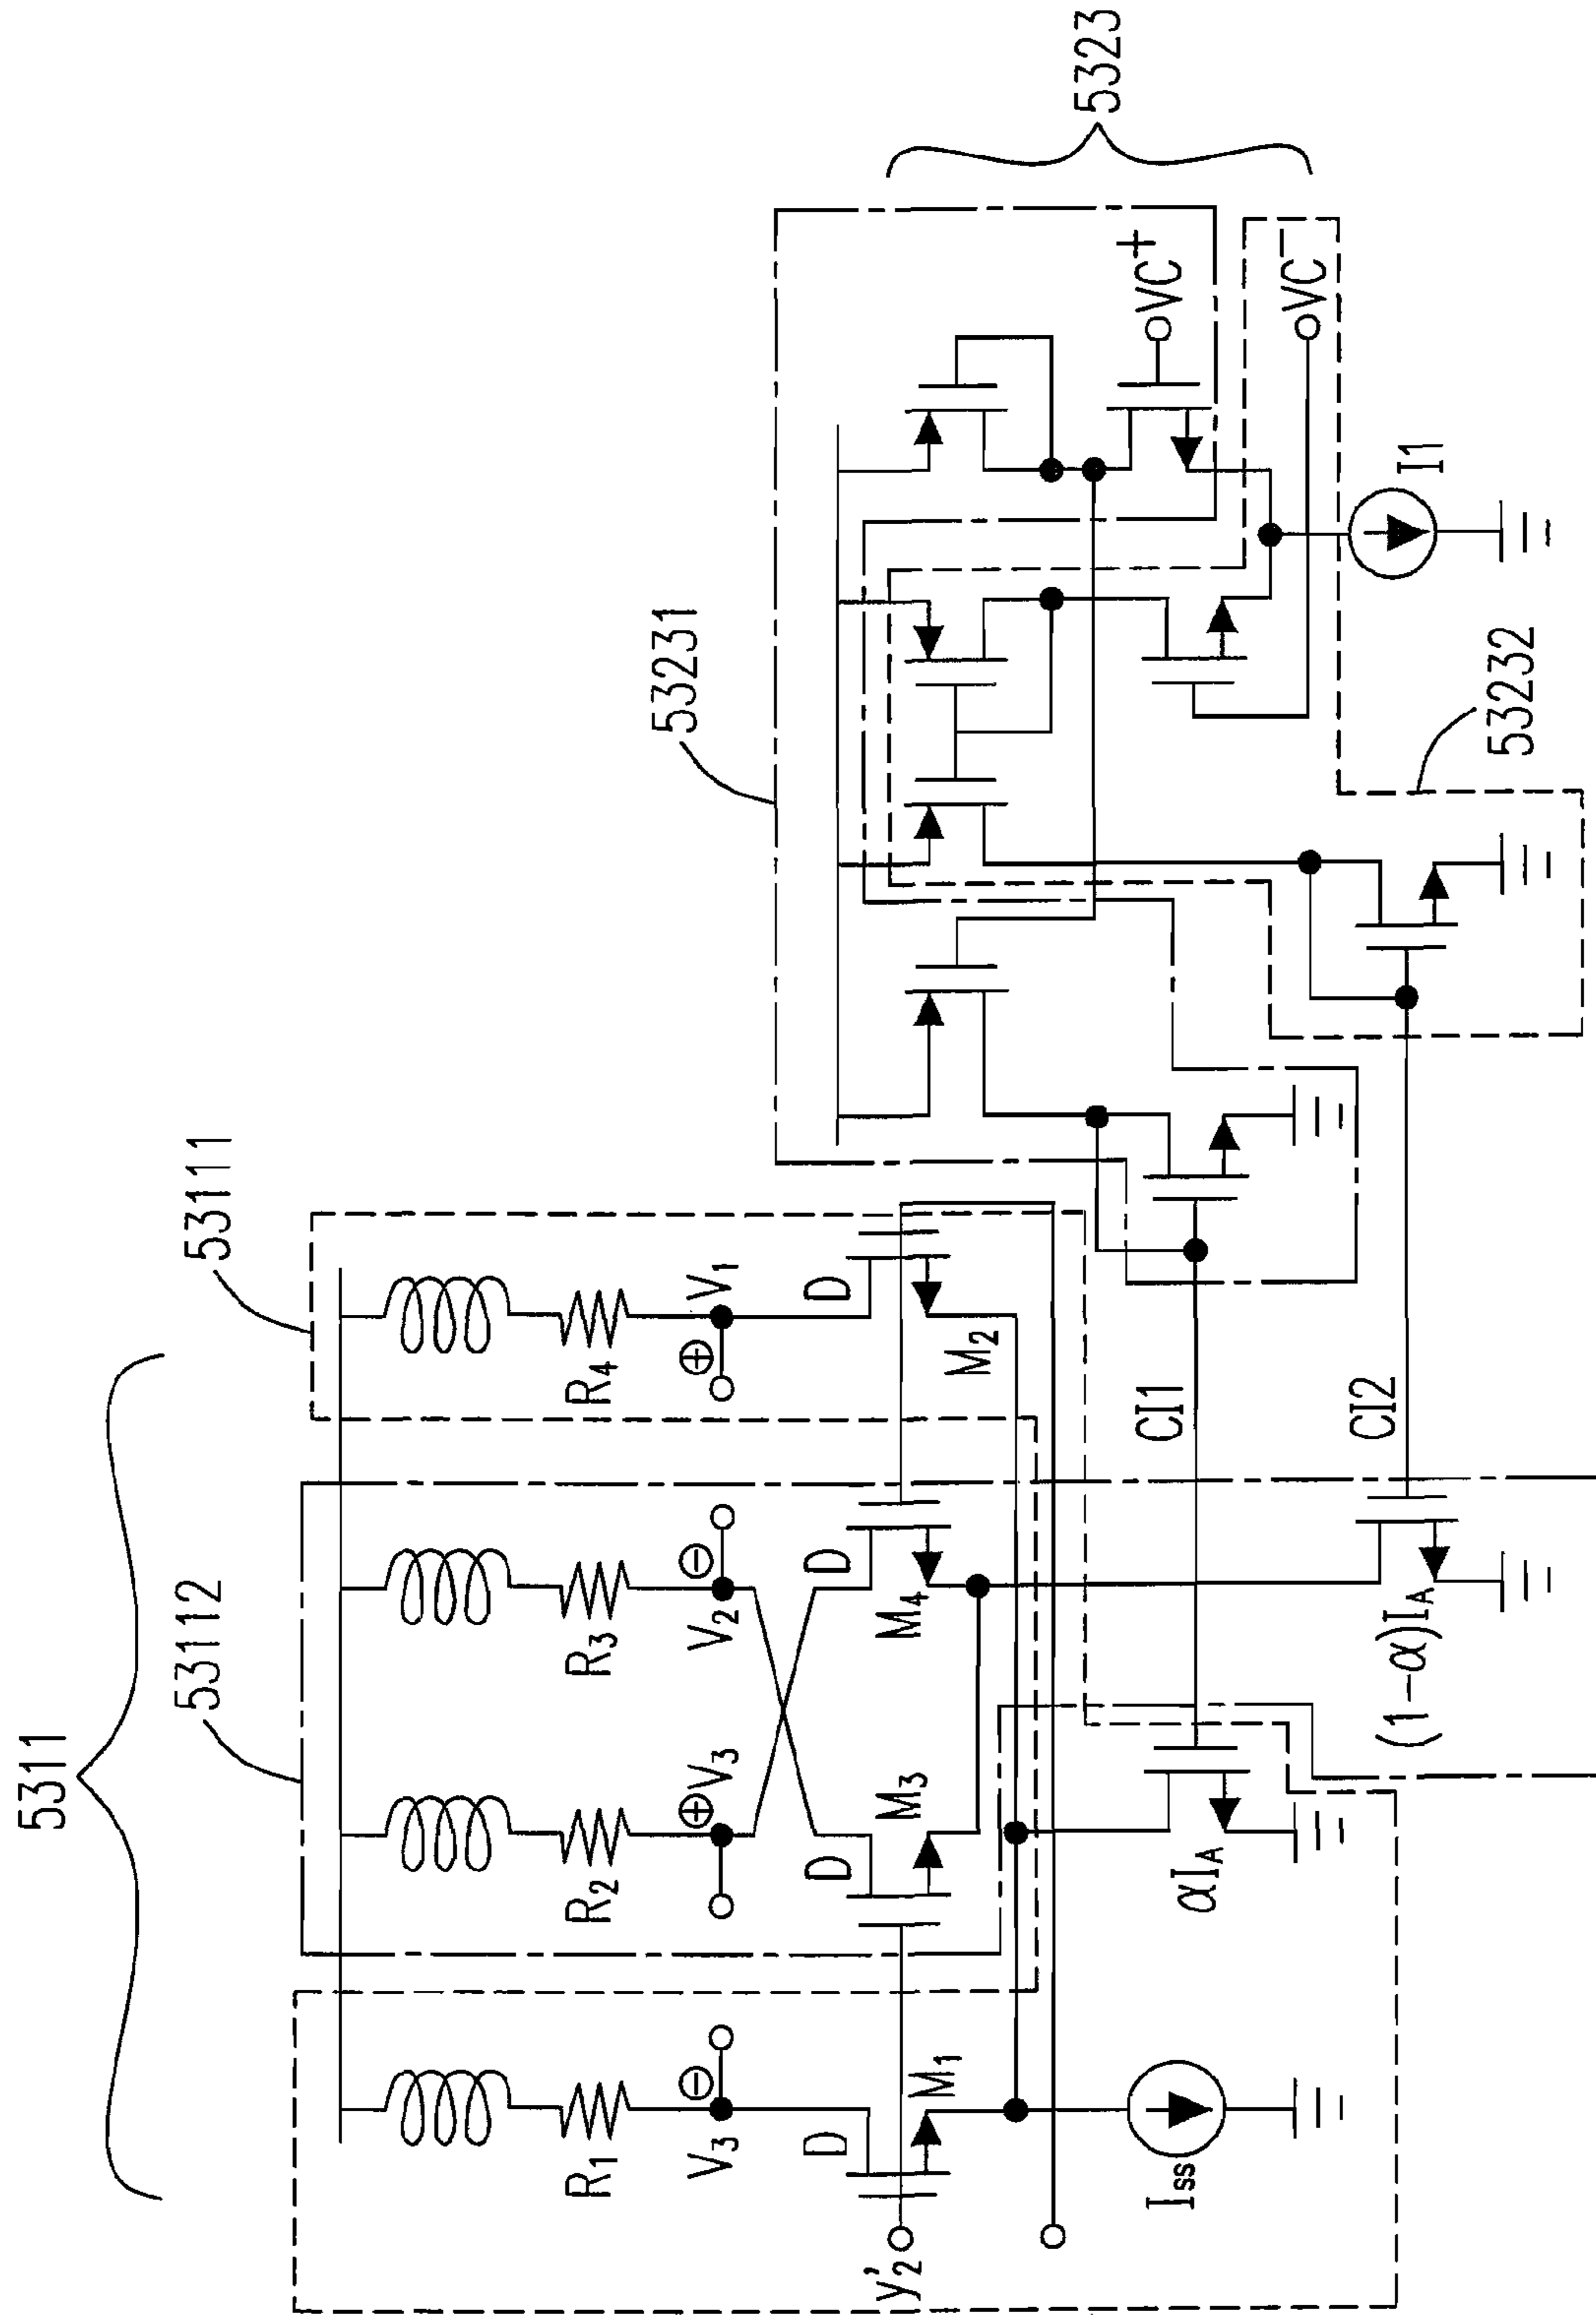 5311
53112
53111
R1
R2
R3
R4
V3
⊖
⊕
V3
V2
⊖
⊕
V1
D
D
D
D
y'2
M1
M3
M4
M2
Iss
αIA
(1−α)IA
CI1
CI2
53231
5323
VC+
VC−
I1
53232